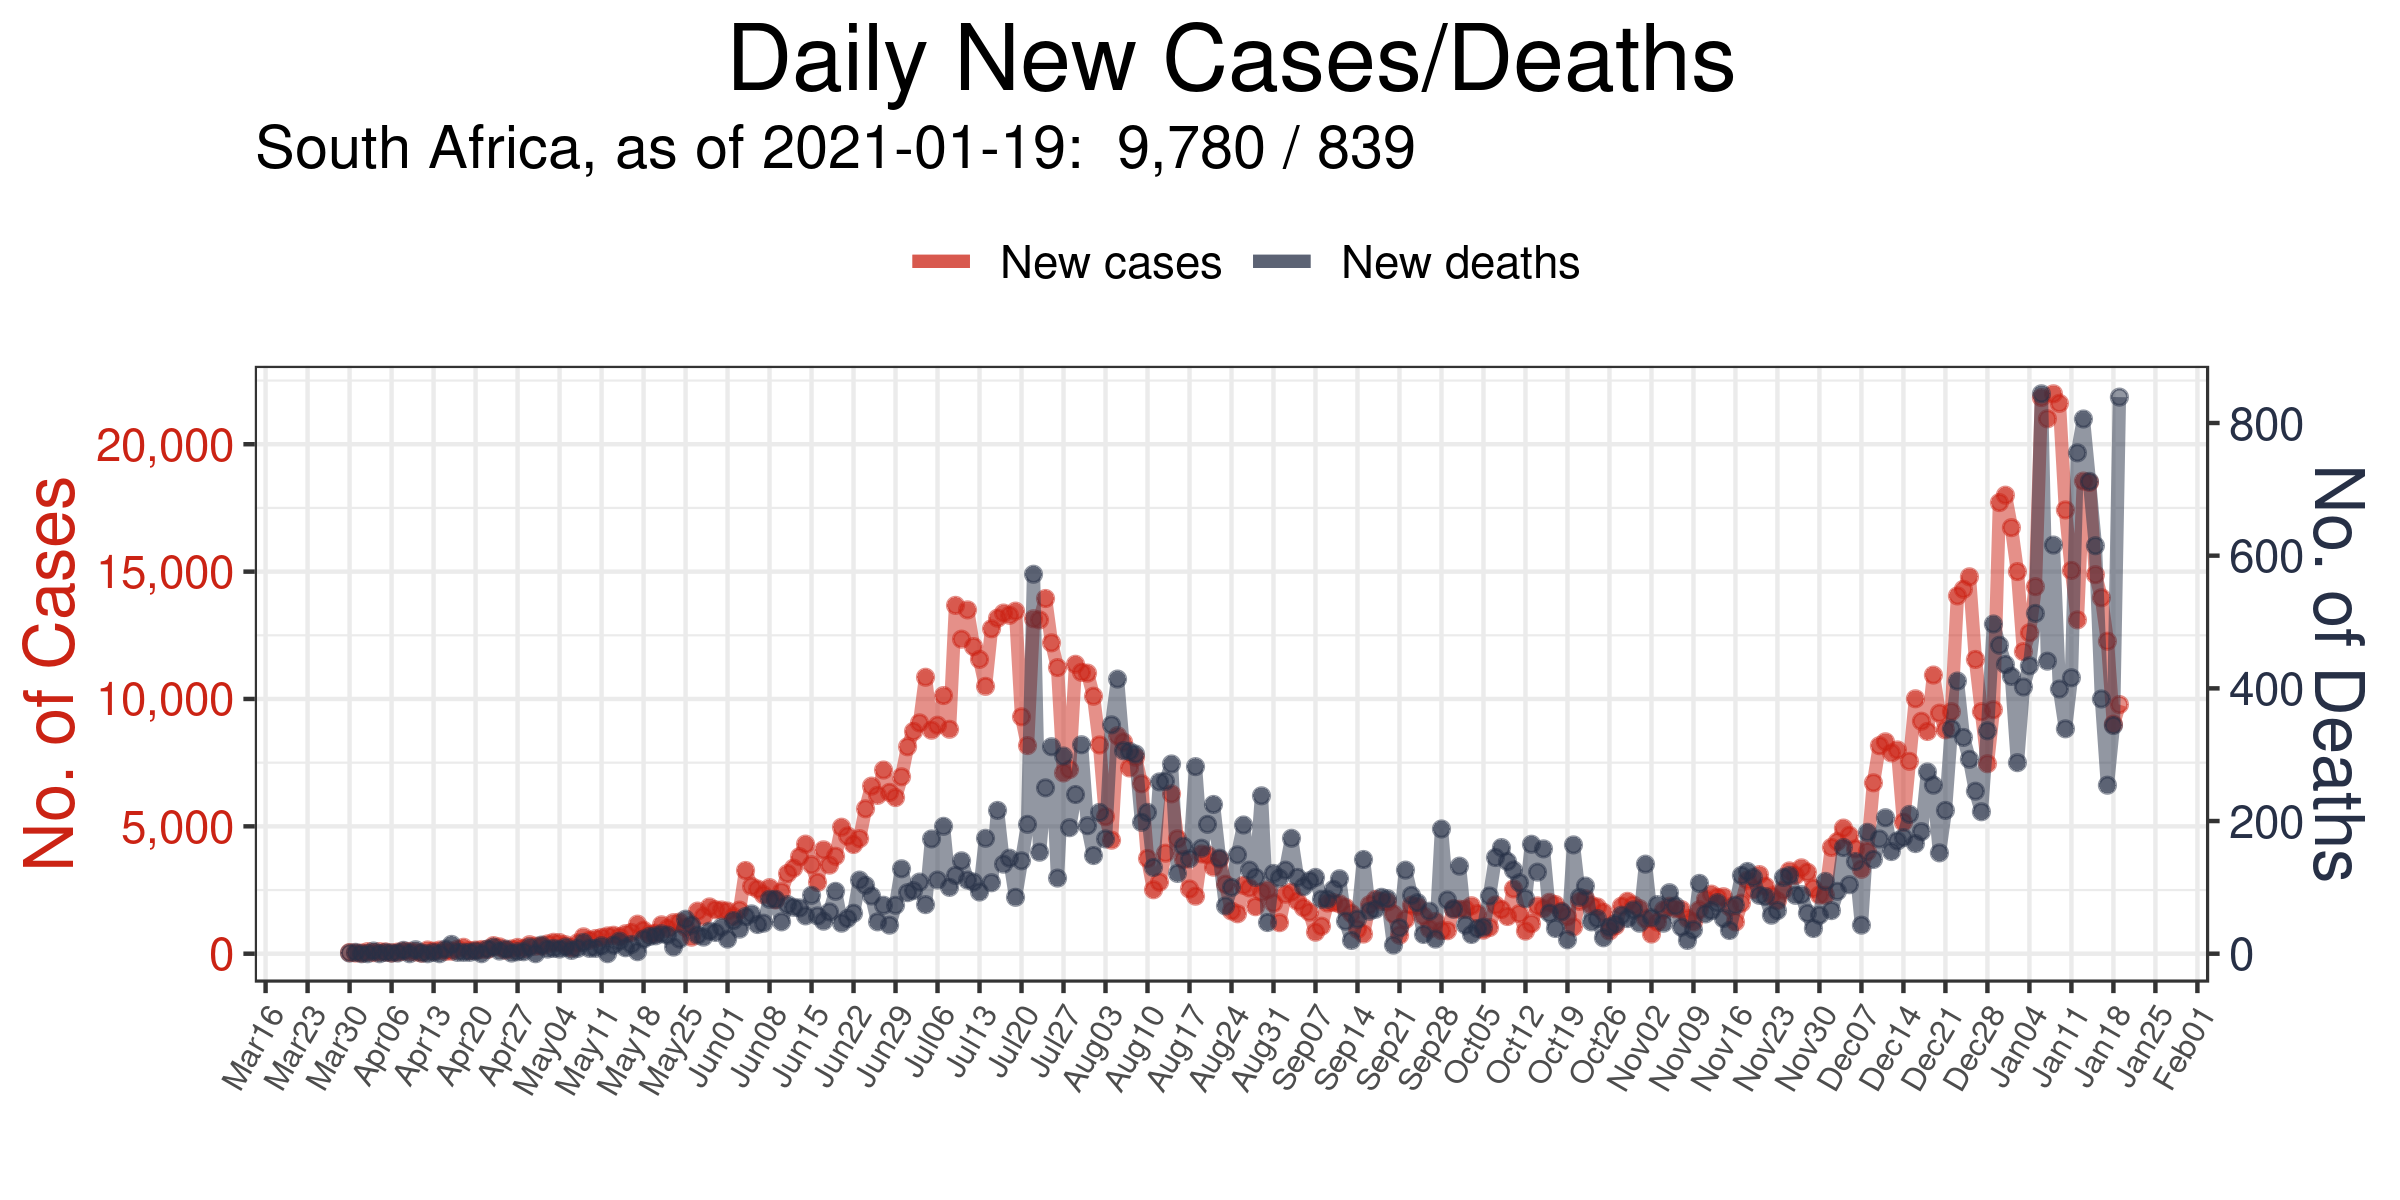 Daily New Cases/Deaths
South Africa, as of 2021-01-19:  9,780 / 839
New cases New deaths
No. of Cases
20,000
15,000
10,000
5,000
0
800
600
400
200
0
No. of Deaths
Mar16 Mar23 Mar30 Apr06 Apr13 Apr20 Apr27 May04 May11 May18 May25 Jun01 Jun08 Jun15 Jun22 Jun29 Jul06 Jul13 Jul20 Jul27 Aug03 Aug10 Aug17 Aug24 Aug31 Sep07 Sep14 Sep21 Sep28 Oct05 Oct12 Oct19 Oct26 Nov02 Nov09 Nov16 Nov23 Nov30 Dec07 Dec14 Dec21 Dec28 Jan04 Jan11 Jan18 Jan25 Feb01